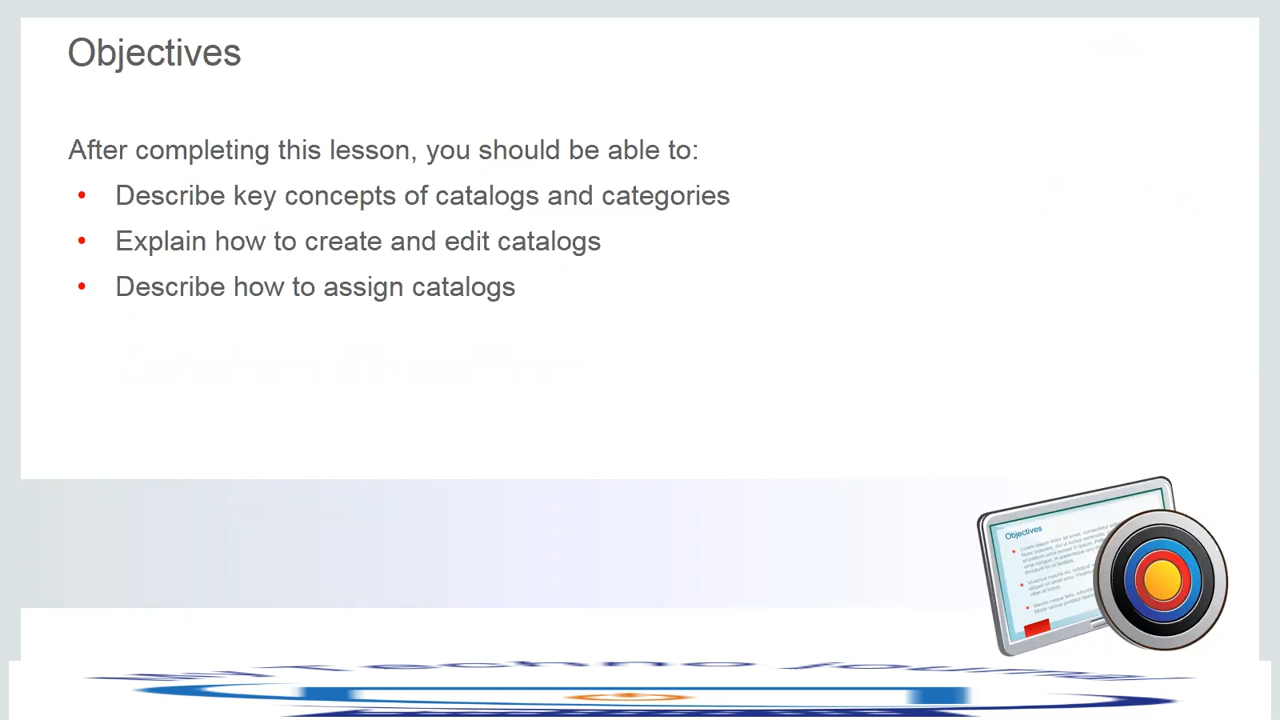 Objectives
After completing this lesson, you should be able to:
• Describe key concepts of catalogs and categories
• Explain how to create and edit catalogs
• Describe how to assign catalogs
Objectives